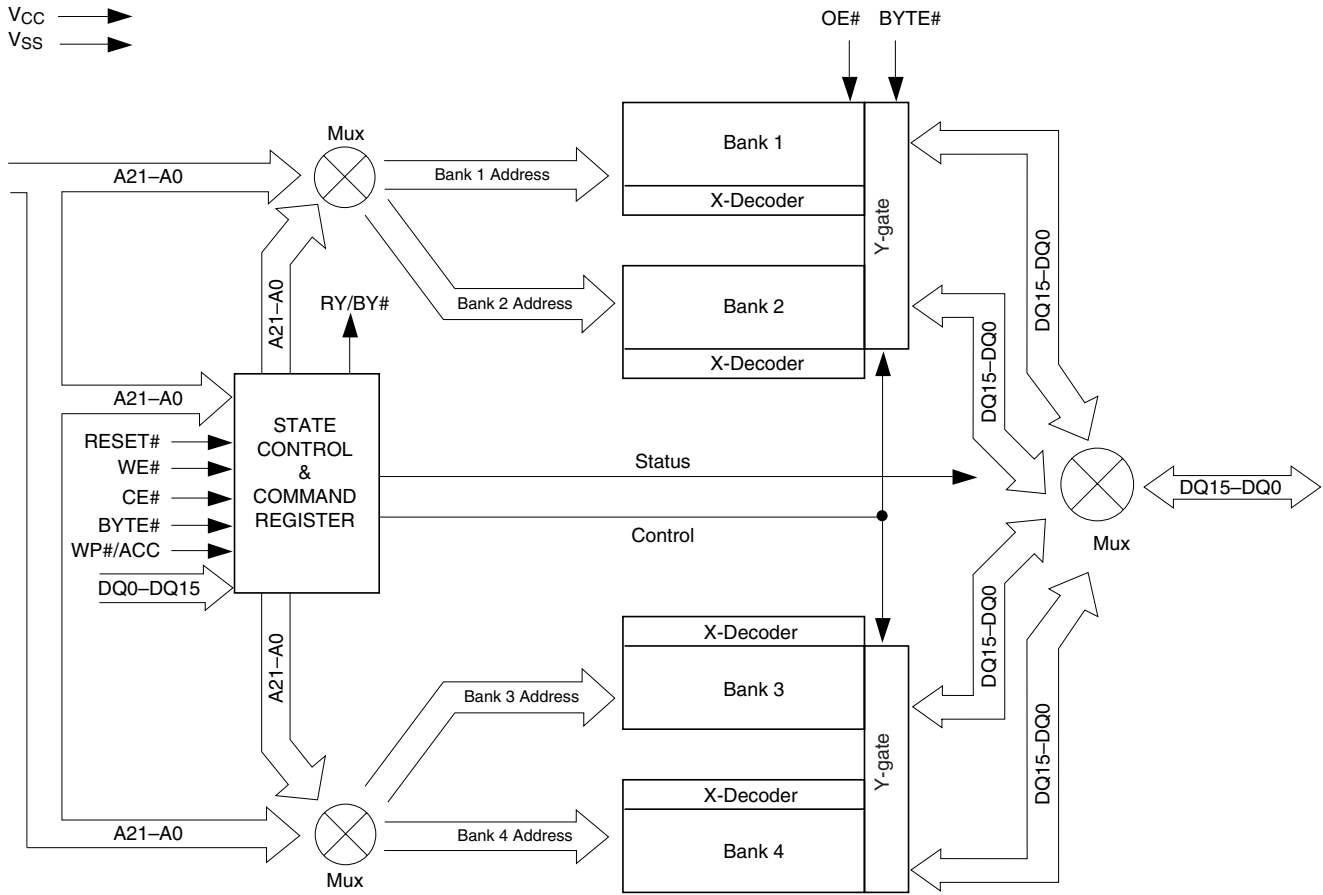 VCC
VSS
OE# BYTE#
Mux
Bank 1
A21–A0
Bank 1 Address
X-Decoder
Y-gate
DQ15–DQ0
A21–A0
RY/BY#
Bank 2 Address
Bank 2
X-Decoder
DQ15–DQ0
A21–A0
STATE
CONTROL
&
COMMAND
REGISTER
RESET#
WE#
CE#
BYTE#
WP#/ACC
DQ0–DQ15
Status
Control
DQ15–DQ0
Mux
X-Decoder
Bank 3
A21–A0
Bank 3 Address
DQ15–DQ0
Y-gate
DQ15–DQ0
X-Decoder
A21–A0
Bank 4 Address
Bank 4
Mux